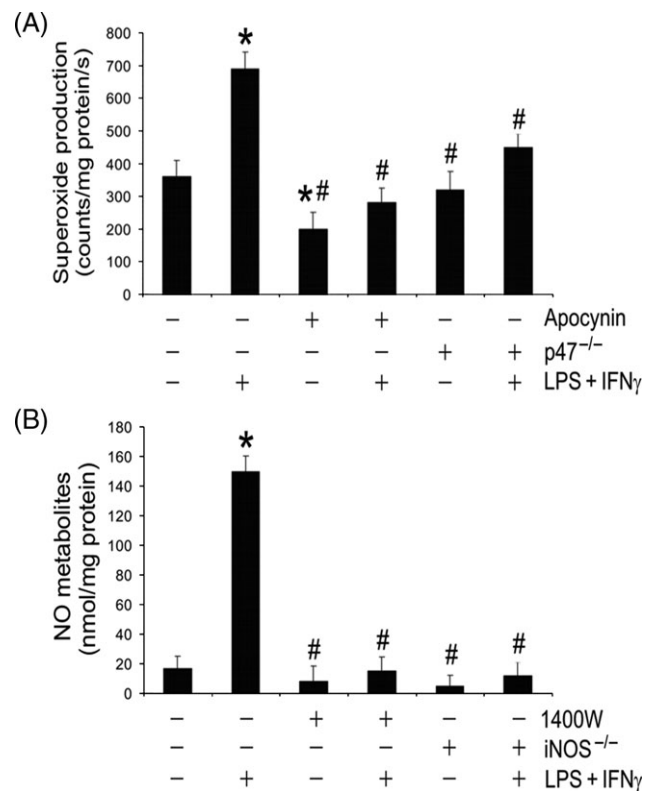 (A)
Superoxide production
(counts/mg protein/s)
800
700
600
500
400
300
200
100
0
*
*#
#
#
#
− − + + − − Apocynin
− − − − + + p47−/−
− + − + − + LPS + IFNγ
(B)
NO metabolites
(nmol/mg protein)
180
160
140
120
100
80
60
40
20
0
*
#
#
#
#
− − + + − − 1400W
− − − − + + iNOS−/−
− + − + − + LPS + IFNγ